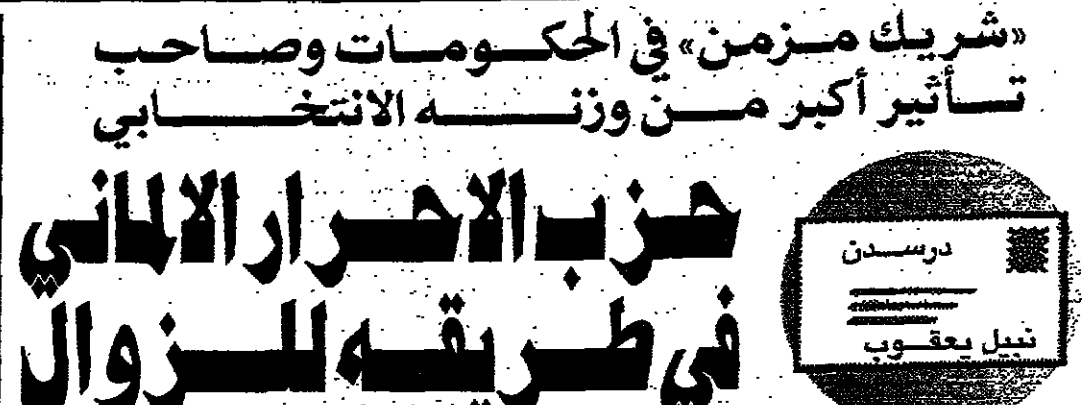 «شريك مزمن» في الحكومات وصاحب
تأثير أكبر من وزنه الانتخابي
حزب الاحرار الالماني
في طريقه للزوال
درسدن
نبيل يعقوب